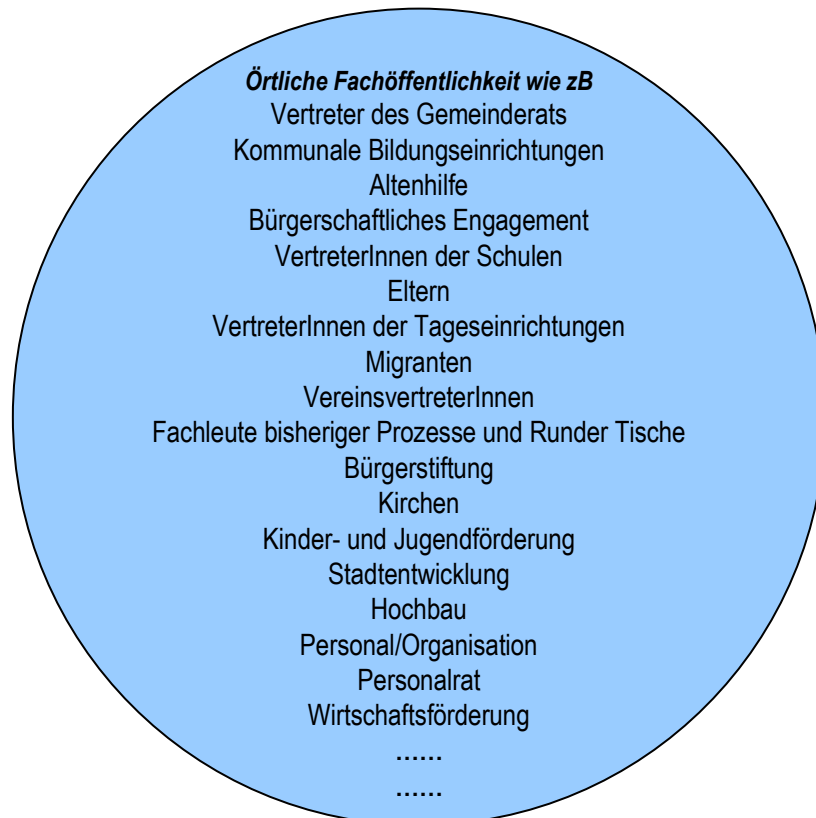 Örtliche Fachöffentlichkeit wie zB
Vertreter des Gemeinderats
Kommunale Bildungseinrichtungen
Altenhilfe
Bürgerschaftliches Engagement
VertreterInnen der Schulen
Eltern
VertreterInnen der Tageseinrichtungen
Migranten
VereinsvertreterInnen
Fachleute bisheriger Prozesse und Runder Tische
Bürgerstiftung
Kirchen
Kinder- und Jugendförderung
Stadtentwicklung
Hochbau
Personal/Organisation
Personalrat
Wirtschaftsförderung
......
......